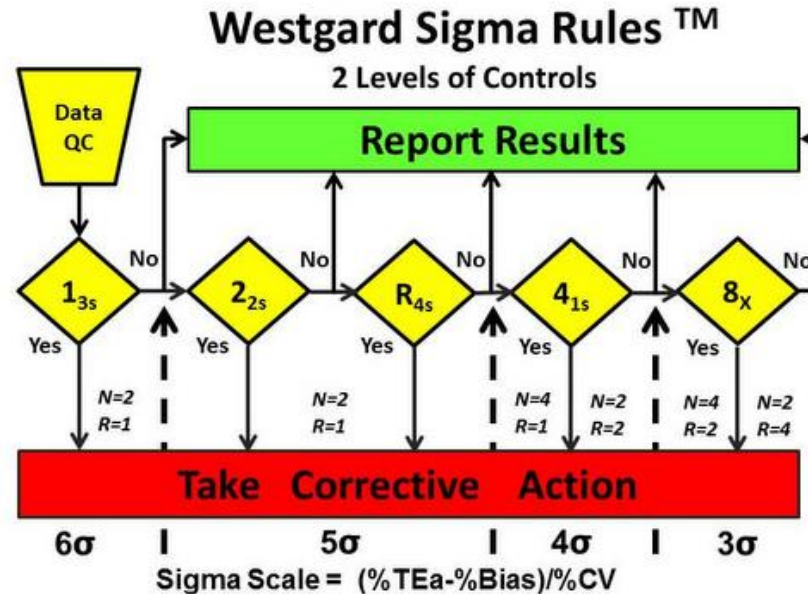 Westgard Sigma Rules TM
2 Levels of Controls
Data
QC
Report Results
No No No No No
1₃s 2₂s R₄s 4₁s 8x
Yes Yes Yes Yes Yes
N=2 N=2 N=4 N=2 N=4 N=2
R=1 R=1 R=1 R=2 R=2 R=4
Take Corrective Action
6σ 5σ 4σ 3σ
Sigma Scale = (%TEa-%Bias)/%CV